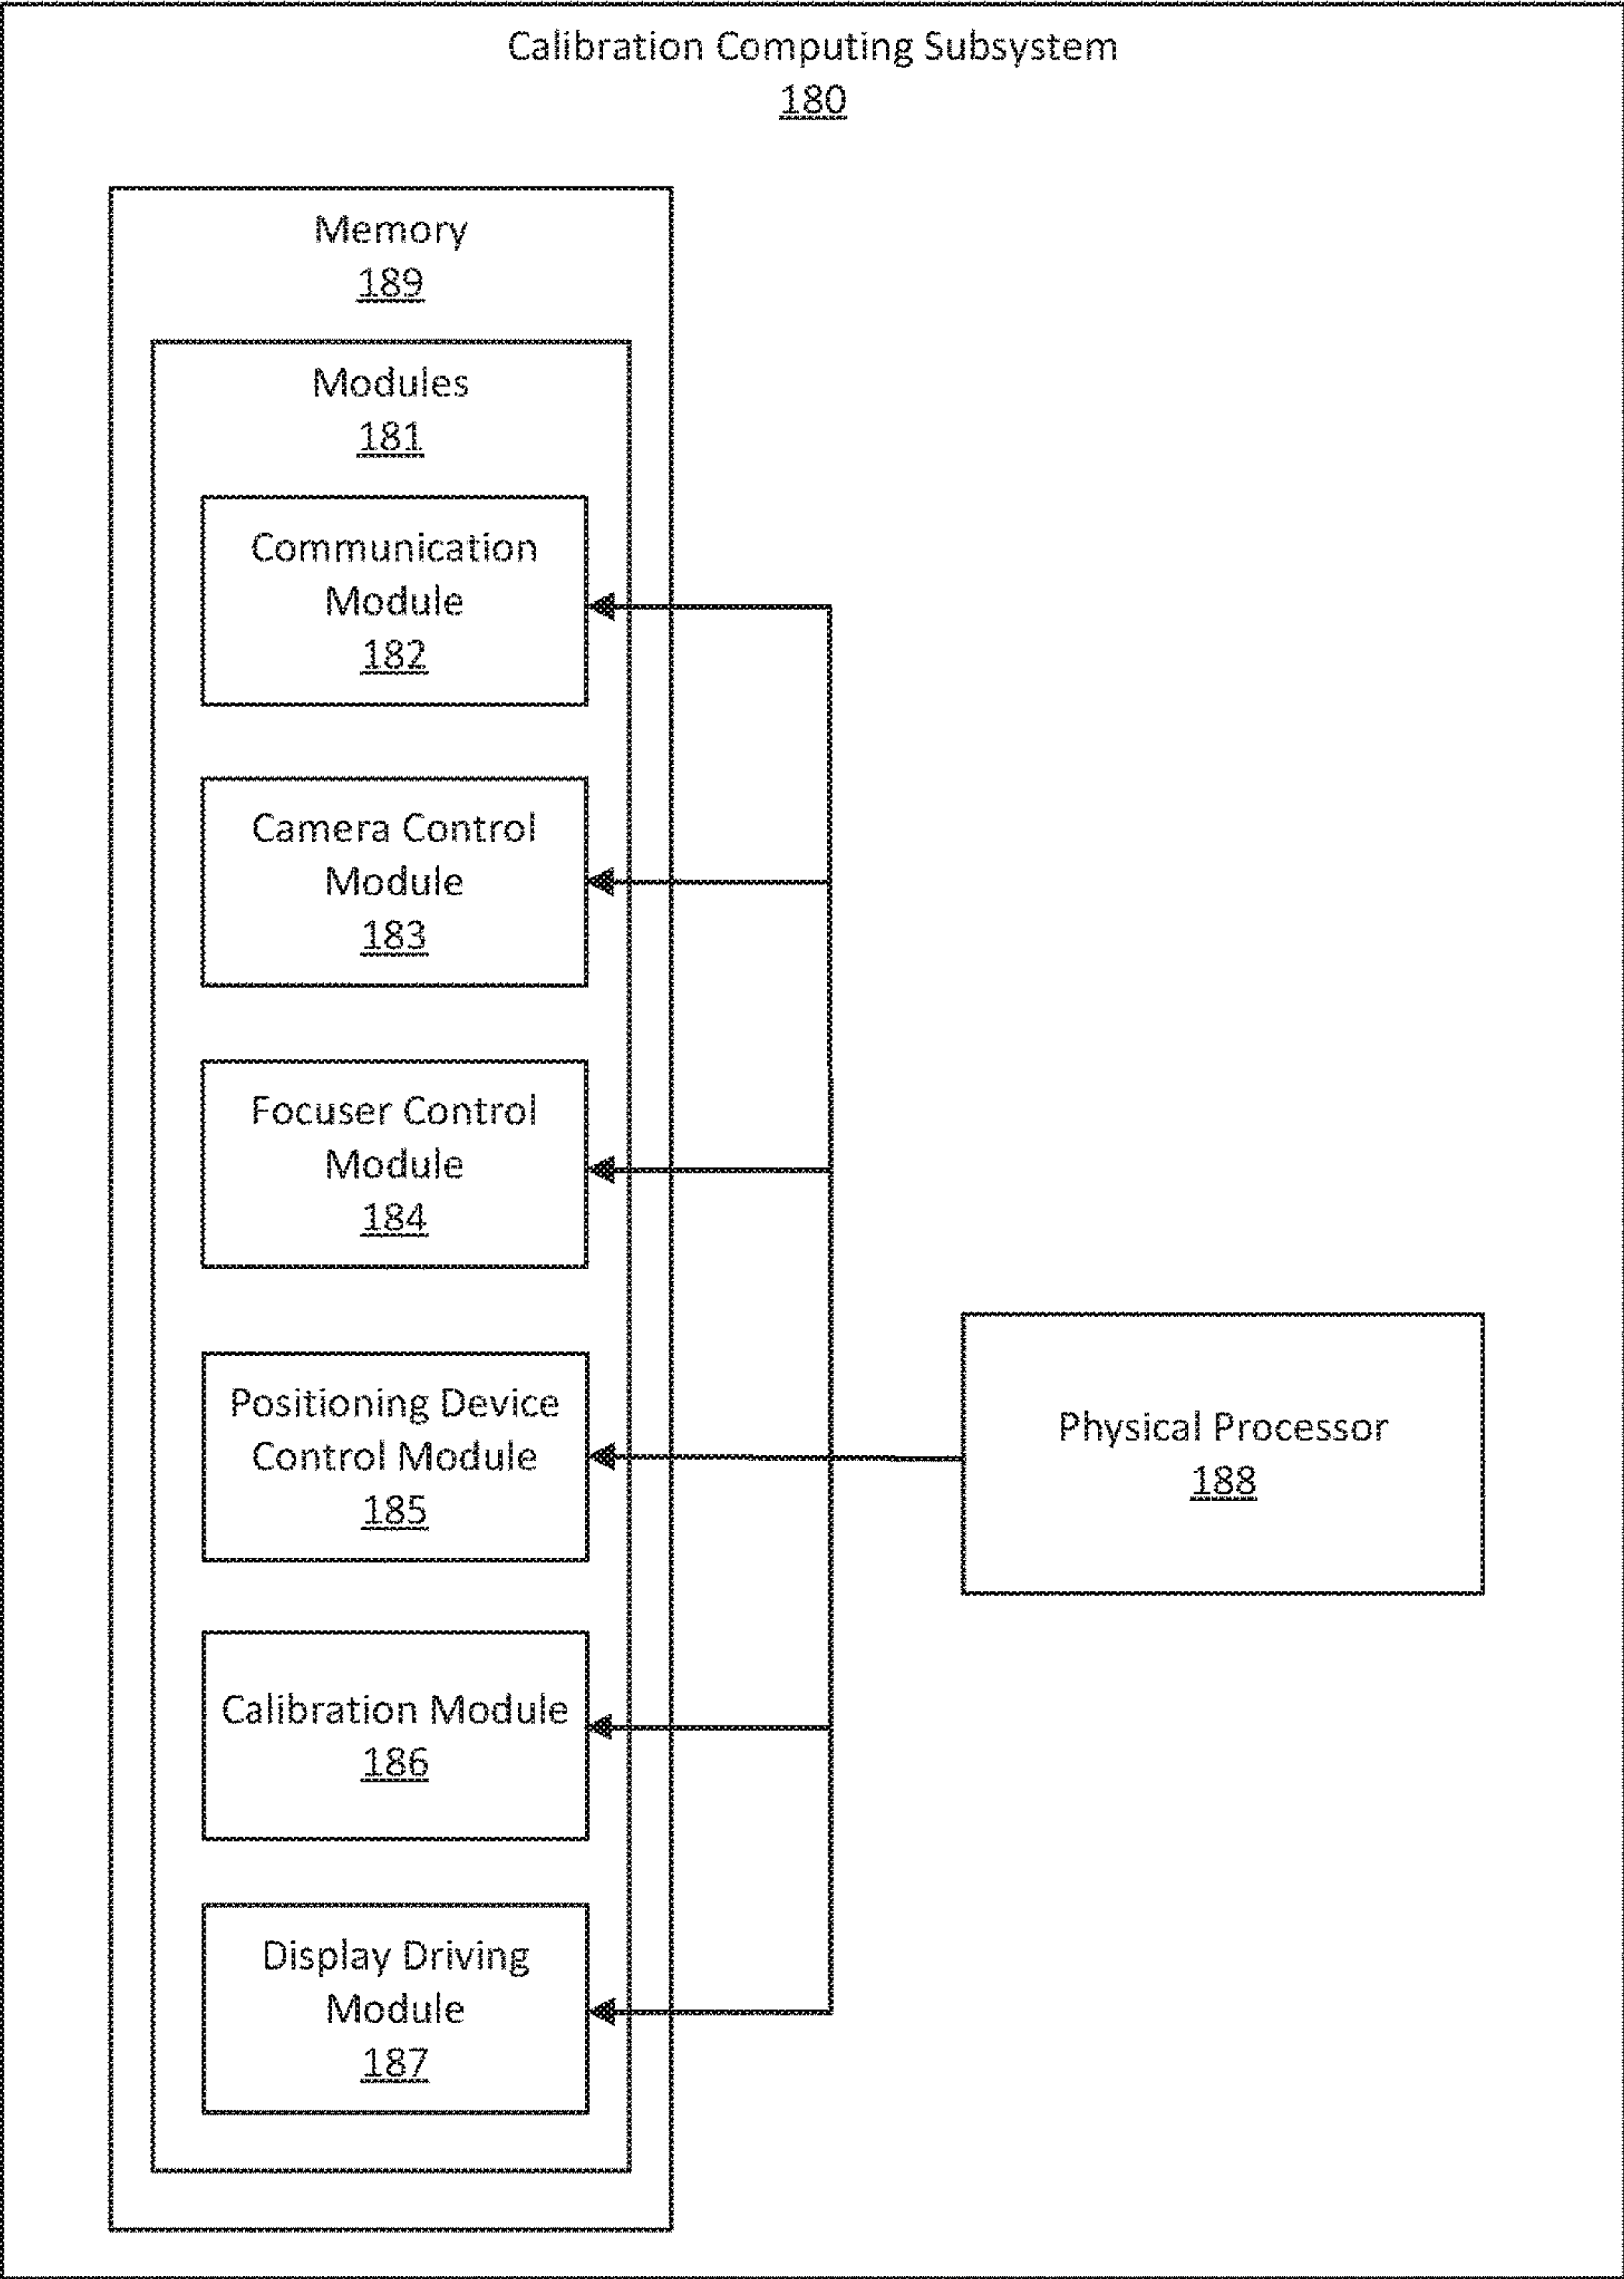 Calibration Computing Subsystem
180
Memory
189
Modules
181
Communication
Module
182
Camera Control
Module
183
Focuser Control
Module
184
Positioning Device
Control Module
185
Physical Processor
188
Calibration Module
186
Display Driving
Module
187